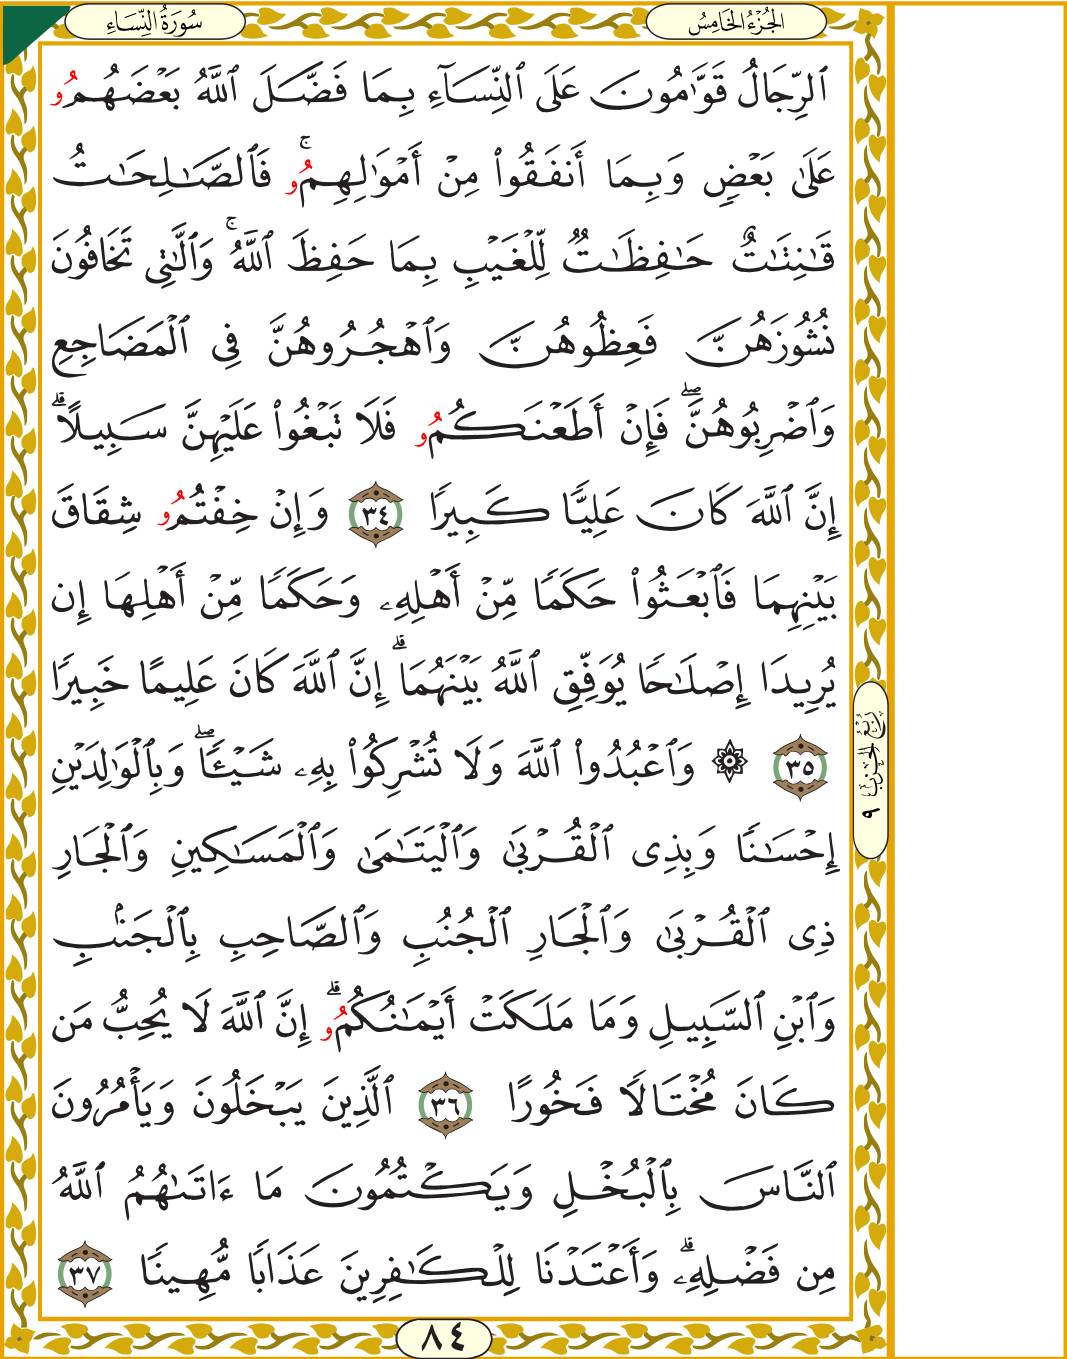 سُورَةُ النِّسَاءِ
الجُزْءُ الخَامِسُ
ٱلرِّجَالُ قَوَّٰمُونَ عَلَى ٱلنِّسَآءِ بِمَا فَضَّلَ ٱللَّهُ بَعْضَهُمُو
عَلَىٰ بَعْضٍ وَبِمَا أَنفَقُوا۟ مِنْ أَمْوَٰلِهِمُوۚ فَٱلصَّٰلِحَٰتُ
قَٰنِتَٰتٌ حَٰفِظَٰتٌ لِّلْغَيْبِ بِمَا حَفِظَ ٱللَّهُۚ وَٱلَّٰتِى تَخَافُونَ
نُشُوزَهُنَّ فَعِظُوهُنَّ وَٱهْجُرُوهُنَّ فِى ٱلْمَضَاجِعِ
وَٱضْرِبُوهُنَّۖ فَإِنْ أَطَعْنَكُمُو فَلَا تَبْغُوا۟ عَلَيْهِنَّ سَبِيلًاۗ
إِنَّ ٱللَّهَ كَانَ عَلِيًّا كَبِيرًا ٣٤ وَإِنْ خِفْتُمُو شِقَاقَ
بَيْنِهِمَا فَٱبْعَثُوا۟ حَكَمًا مِّنْ أَهْلِهِۦ وَحَكَمًا مِّنْ أَهْلِهَا إِن
يُرِيدَا إِصْلَٰحًا يُوَفِّقِ ٱللَّهُ بَيْنَهُمَاۗ إِنَّ ٱللَّهَ كَانَ عَلِيمًا خَبِيرًا
٣٥ ۞ وَٱعْبُدُوا۟ ٱللَّهَ وَلَا تُشْرِكُوا۟ بِهِۦ شَيْـًٔاۖ وَبِٱلْوَٰلِدَيْنِ
إِحْسَٰنًا وَبِذِى ٱلْقُرْبَىٰ وَٱلْيَتَٰمَىٰ وَٱلْمَسَٰكِينِ وَٱلْجَارِ
ذِى ٱلْقُرْبَىٰ وَٱلْجَارِ ٱلْجُنُبِ وَٱلصَّاحِبِ بِٱلْجَنۢبِ
وَٱبْنِ ٱلسَّبِيلِ وَمَا مَلَكَتْ أَيْمَٰنُكُمُوۗ إِنَّ ٱللَّهَ لَا يُحِبُّ مَن
كَانَ مُخْتَالًا فَخُورًا ٣٦ ٱلَّذِينَ يَبْخَلُونَ وَيَأْمُرُونَ
ٱلنَّاسَ بِٱلْبُخْلِ وَيَكْتُمُونَ مَا ءَاتَىٰهُمُ ٱللَّهُ
مِن فَضْلِهِۦۗ وَأَعْتَدْنَا لِلْكَٰفِرِينَ عَذَابًا مُّهِينًا ٣٧
رُبْعُ الحِزْبِ ٩
٨٤